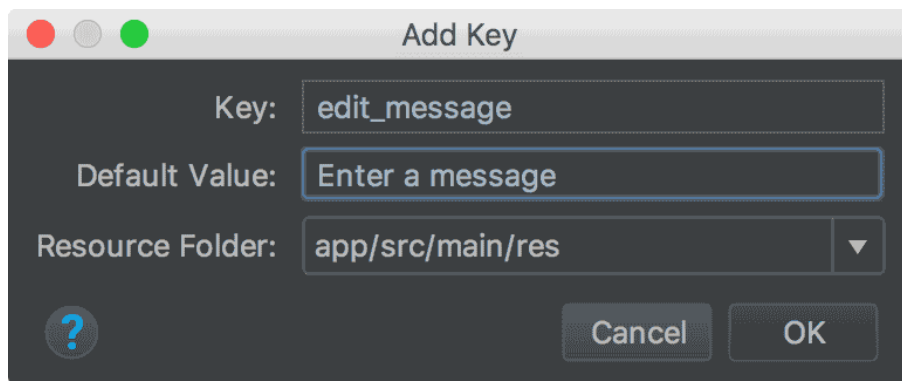 Add Key
Key: edit_message
Default Value: Enter a message
Resource Folder: app/src/main/res
? Cancel OK